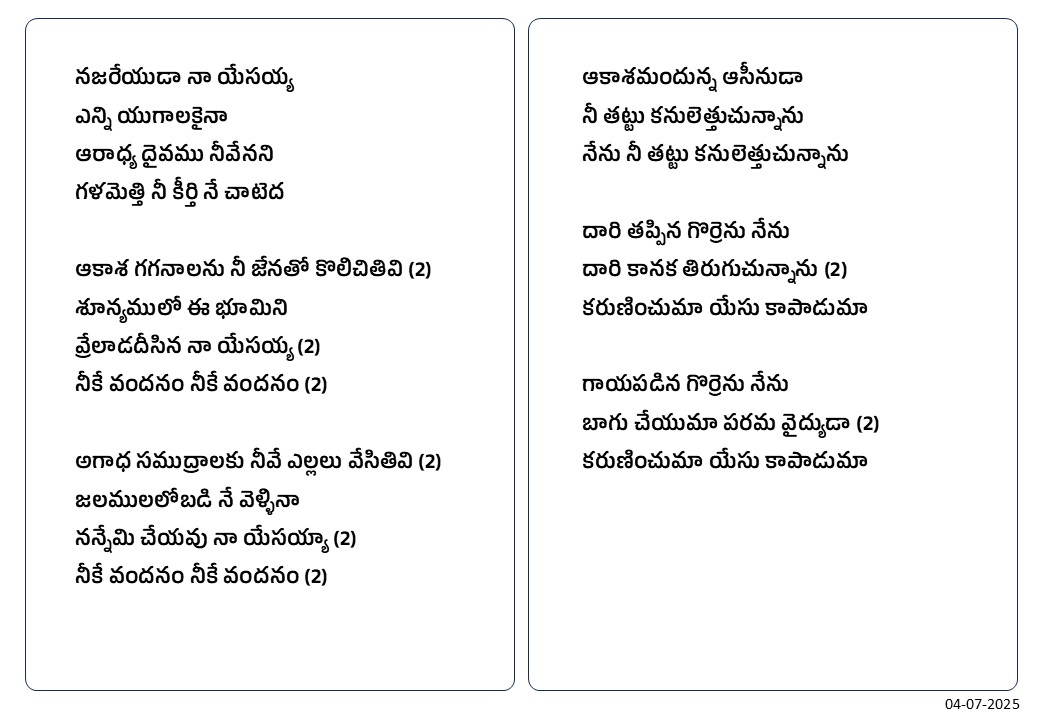 నజరేయుడా నా యేసయ్య
ఎన్ని యుగాలకైనా
ఆరాధ్య దైవము నీవేనని
గళమెత్తి నీ కీర్తి నే చాటెద
ఆకాశ గగనాలను నీ జేనతో కొలిచితివి (2)
శూన్యములో ఈ భూమిని
వ్రేలాడదీసిన నా యేసయ్య (2)
నీకే వందనం నీకే వందనం (2)
అగాధ సముద్రాలకు నీవే ఎల్లలు వేసితివి (2)
జలములలోబడి నే వెళ్ళినా
నన్నేమి చేయవు నా యేసయ్యా (2)
నీకే వందనం నీకే వందనం (2)
ఆకాశమందున్న ఆసీనుడా
నీ తట్టు కనులెత్తుచున్నాను
నేను నీ తట్టు కనులెత్తుచున్నాను
దారి తప్పిన గొర్రెను నేను
దారి కానక తిరుగుచున్నాను (2)
కరుణించుమా యేసు కాపాడుమా
గాయపడిన గొర్రెను నేను
బాగు చేయుమా పరమ వైద్యుడా (2)
కరుణించుమా యేసు కాపాడుమా
04-07-2025